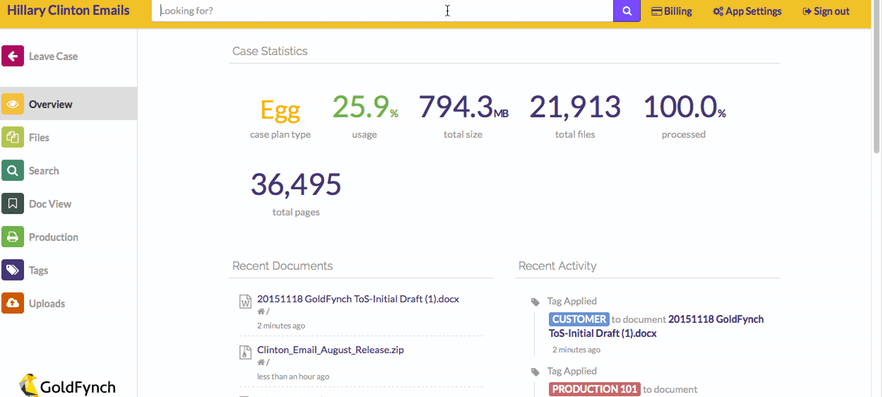 Hillary Clinton Emails
Looking for?
Billing
App Settings
Sign out
Leave Case
Overview
Files
Search
Doc View
Production
Tags
Uploads
GoldFynch
Case Statistics
Egg
case plan type
25.9%
usage
794.3MB
total size
21,913
total files
100.0%
processed
36,495
total pages
Recent Documents
20151118 GoldFynch ToS-Initial Draft (1).docx
/
2 minutes ago
Clinton_Email_August_Release.zip
/
less than an hour ago
Recent Activity
Tag Applied
CUSTOMER to document 20151118 GoldFynch
ToS-Initial Draft (1).docx
2 minutes ago
Tag Applied
PRODUCTION 101 to document